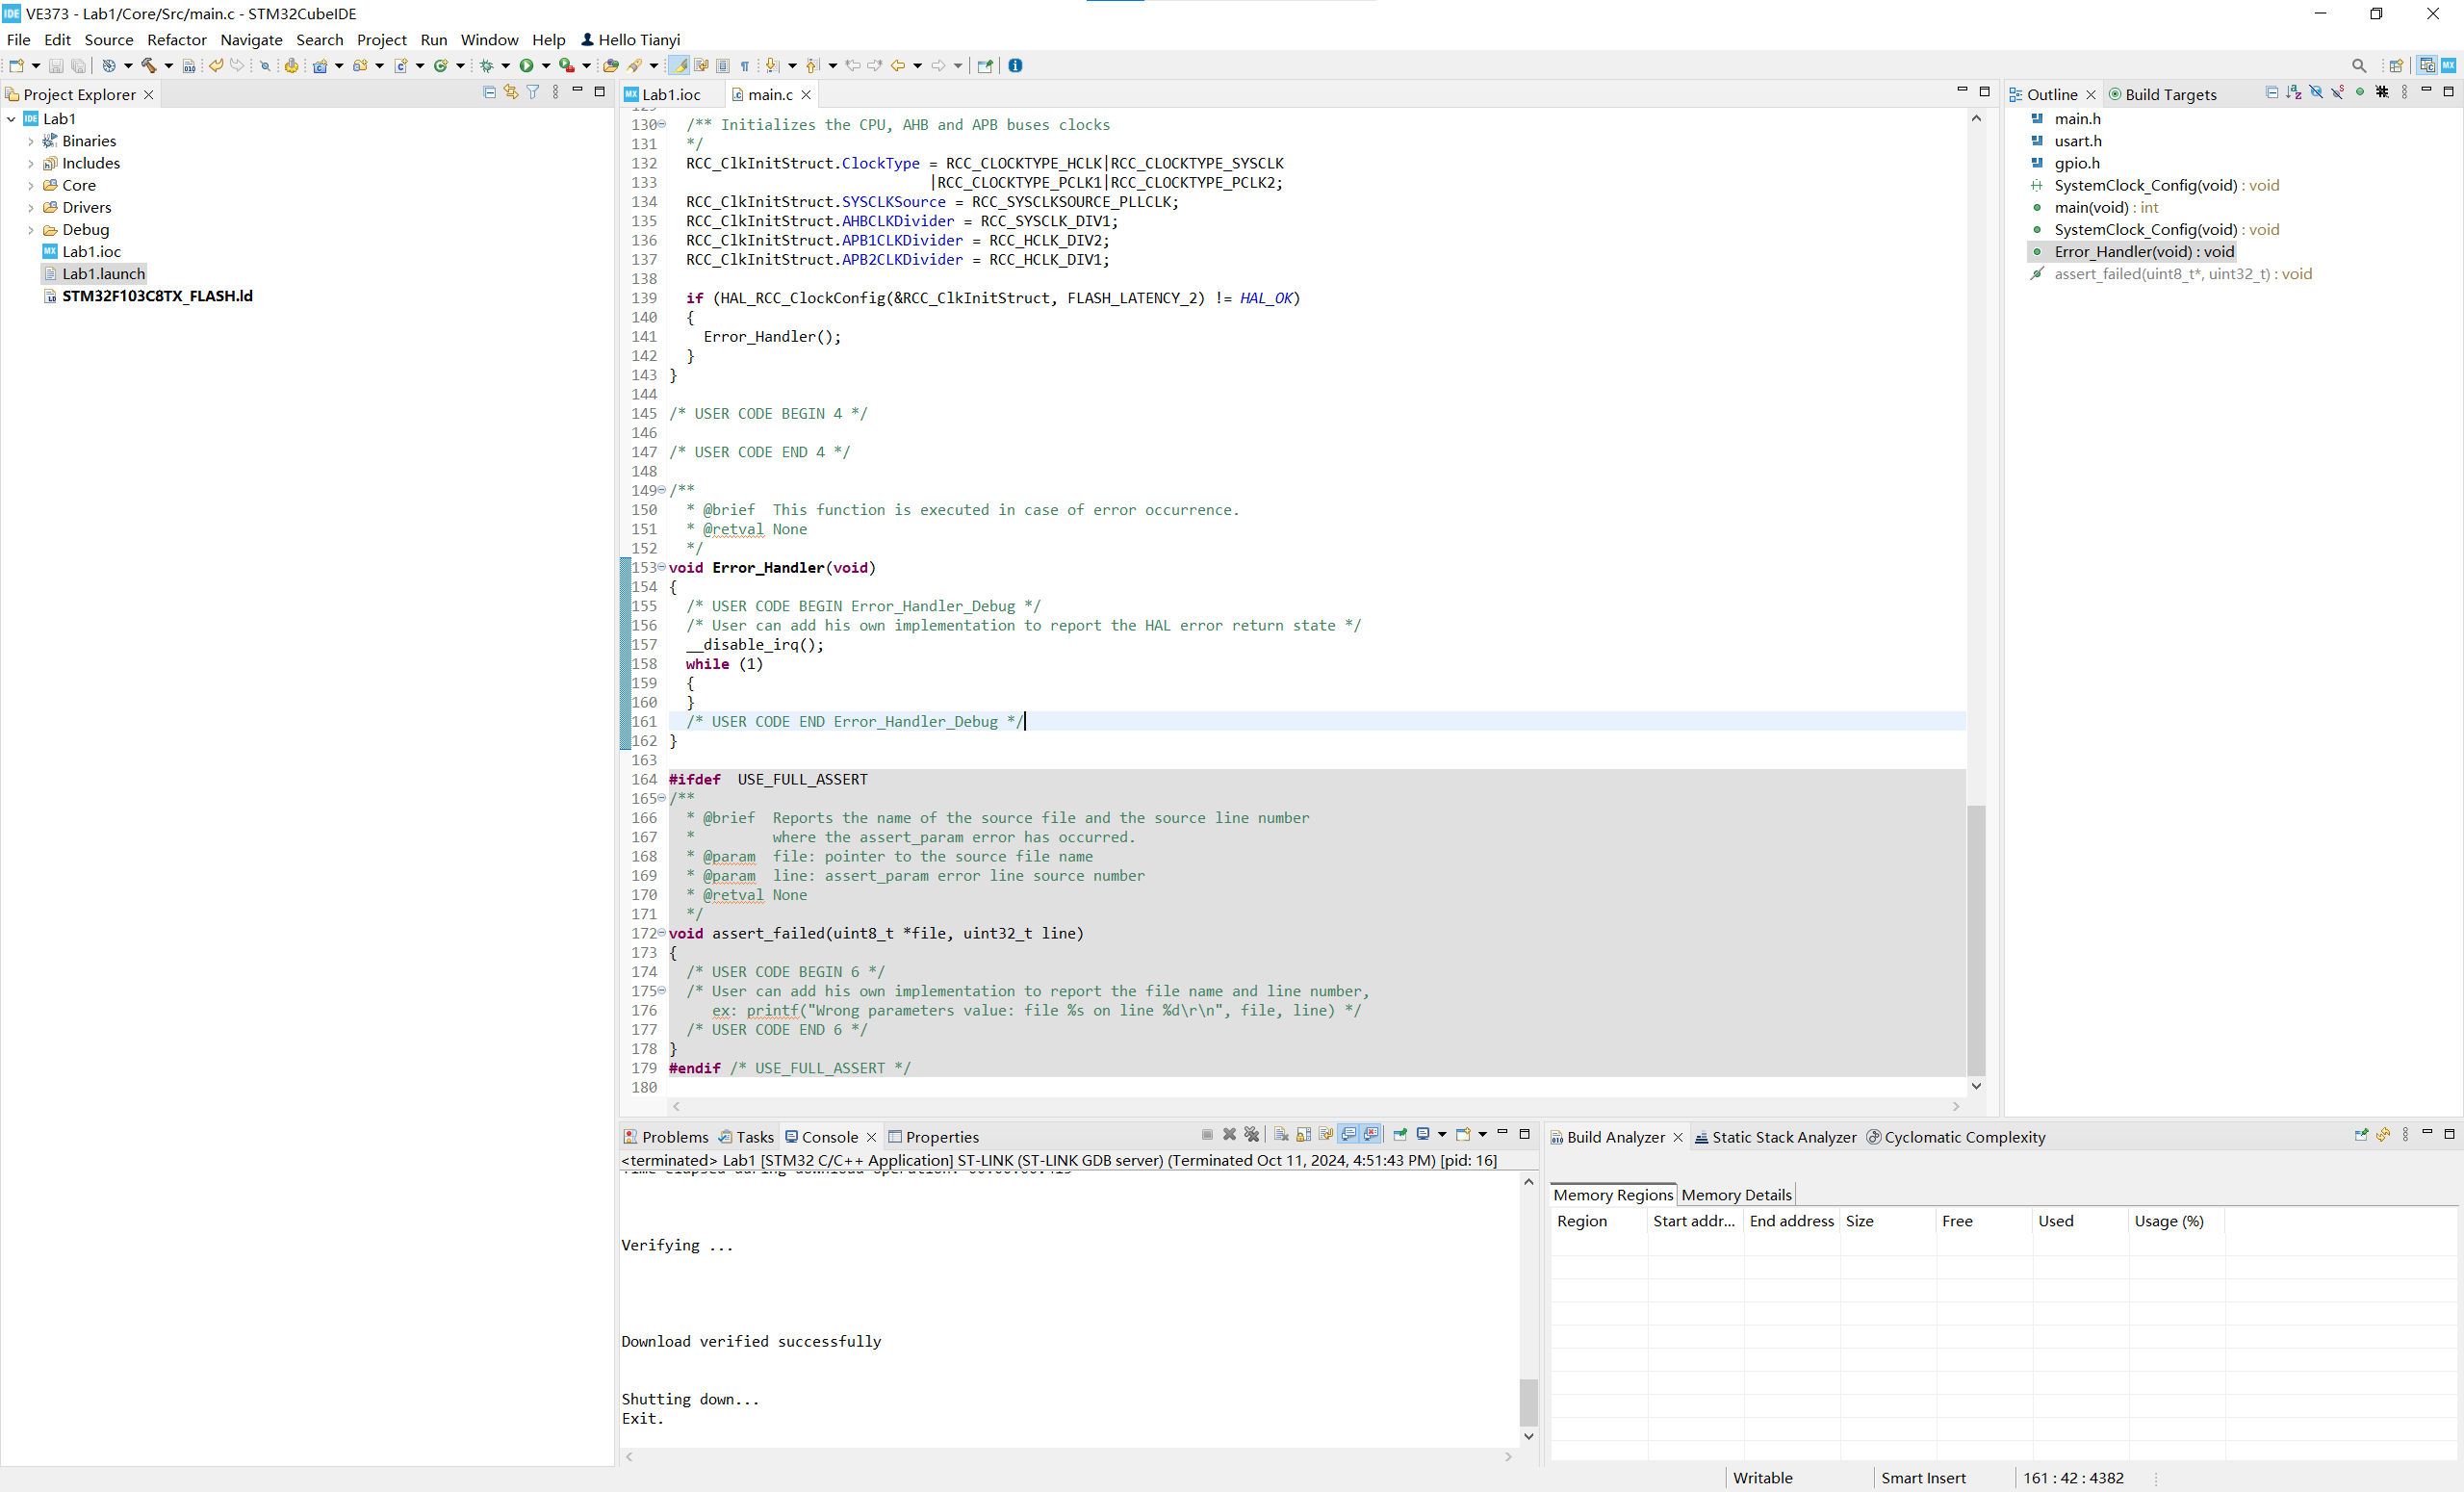 VE373 - Lab1/Core/Src/main.c - STM32CubeIDE
File Edit Source Refactor Navigate Search Project Run Window Help Hello Tianyi
Project Explorer
Lab1
Binaries
Includes
Core
Drivers
Debug
Lab1.ioc
Lab1.launch
STM32F103C8TX_FLASH.ld
Lab1.ioc main.c
130 /** Initializes the CPU, AHB and APB buses clocks
131 */
132 RCC_ClkInitStruct.ClockType = RCC_CLOCKTYPE_HCLK|RCC_CLOCKTYPE_SYSCLK
133 |RCC_CLOCKTYPE_PCLK1|RCC_CLOCKTYPE_PCLK2;
134 RCC_ClkInitStruct.SYSCLKSource = RCC_SYSCLKSOURCE_PLLCLK;
135 RCC_ClkInitStruct.AHBCLKDivider = RCC_SYSCLK_DIV1;
136 RCC_ClkInitStruct.APB1CLKDivider = RCC_HCLK_DIV2;
137 RCC_ClkInitStruct.APB2CLKDivider = RCC_HCLK_DIV1;
138
139 if (HAL_RCC_ClockConfig(&RCC_ClkInitStruct, FLASH_LATENCY_2) != HAL_OK)
140 {
141 Error_Handler();
142 }
143 }
144
145 /* USER CODE BEGIN 4 */
146
147 /* USER CODE END 4 */
148
149 /**
150 * @brief This function is executed in case of error occurrence.
151 * @retval None
152 */
153 void Error_Handler(void)
154 {
155 /* USER CODE BEGIN Error_Handler_Debug */
156 /* User can add his own implementation to report the HAL error return state */
157 __disable_irq();
158 while (1)
159 {
160 }
161 /* USER CODE END Error_Handler_Debug */
162 }
163
164 #ifdef USE_FULL_ASSERT
165 /**
166 * @brief Reports the name of the source file and the source line number
167 * where the assert_param error has occurred.
168 * @param file: pointer to the source file name
169 * @param line: assert_param error line source number
170 * @retval None
171 */
172 void assert_failed(uint8_t *file, uint32_t line)
173 {
174 /* USER CODE BEGIN 6 */
175 /* User can add his own implementation to report the file name and line number,
176 ex: printf("Wrong parameters value: file %s on line %d\r\n", file, line) */
177 /* USER CODE END 6 */
178 }
179 #endif /* USE_FULL_ASSERT */
180
Outline Build Targets
main.h
usart.h
gpio.h
SystemClock_Config(void) : void
main(void) : int
SystemClock_Config(void) : void
Error_Handler(void) : void
assert_failed(uint8_t*, uint32_t) : void
Problems Tasks Console Properties
<terminated> Lab1 [STM32 C/C++ Application] ST-LINK (ST-LINK GDB server) (Terminated Oct 11, 2024, 4:51:43 PM) [pid: 16]
Verifying ...
Download verified successfully
Shutting down...
Exit.
Build Analyzer Static Stack Analyzer Cyclomatic Complexity
Memory Regions Memory Details
Region Start addr... End address Size Free Used Usage (%)
Writable Smart Insert 161 : 42 : 4382